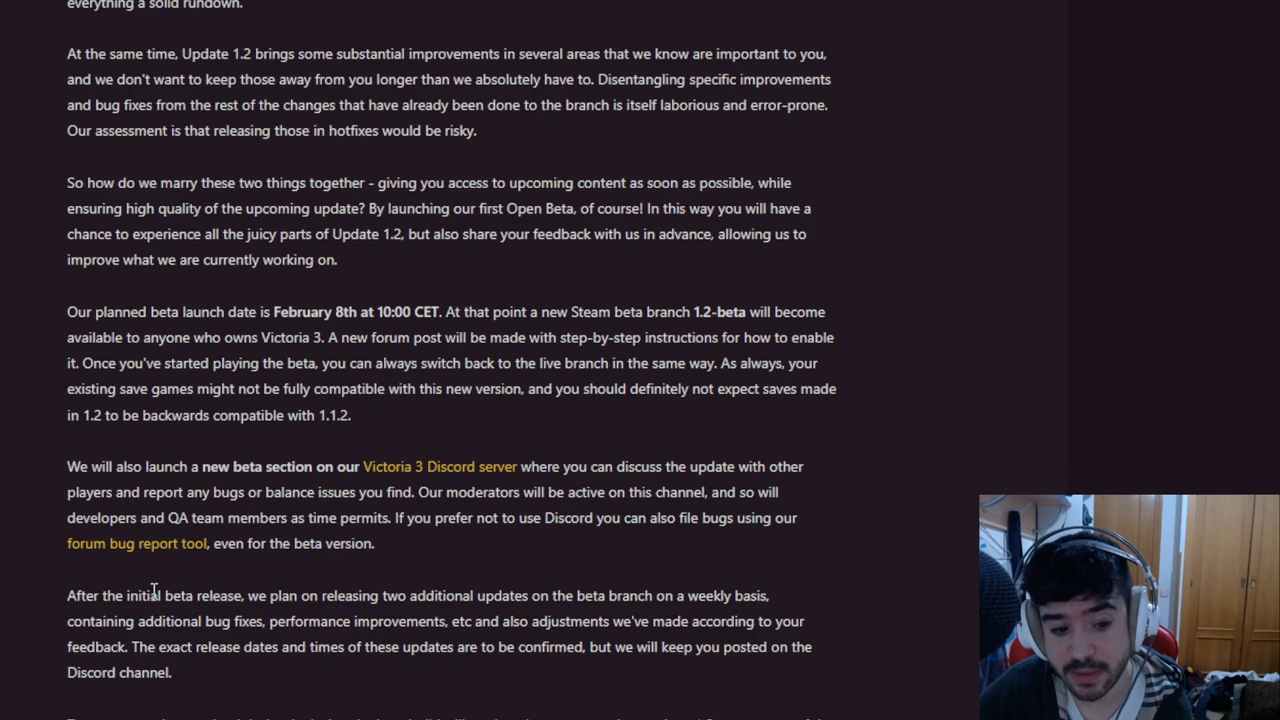 everything a solid rundown.
At the same time, Update 1.2 brings some substantial improvements in several areas that we know are important to you,
and we don't want to keep those away from you longer than we absolutely have to. Disentangling specific improvements
and bug fixes from the rest of the changes that have already been done to the branch is itself laborious and error-prone.
Our assessment is that releasing those in hotfixes would be risky.
So how do we marry these two things together - giving you access to upcoming content as soon as possible, while
ensuring high quality of the upcoming update? By launching our first Open Beta, of course! In this way you will have a
chance to experience all the juicy parts of Update 1.2, but also share your feedback with us in advance, allowing us to
improve what we are currently working on.
Our planned beta launch date is February 8th at 10:00 CET. At that point a new Steam beta branch 1.2-beta will become
available to anyone who owns Victoria 3. A new forum post will be made with step-by-step instructions for how to enable
it. Once you've started playing the beta, you can always switch back to the live branch in the same way. As always, your
existing save games might not be fully compatible with this new version, and you should definitely not expect saves made
in 1.2 to be backwards compatible with 1.1.2.
We will also launch a new beta section on our Victoria 3 Discord server where you can discuss the update with other
players and report any bugs or balance issues you find. Our moderators will be active on this channel, and so will
developers and QA team members as time permits. If you prefer not to use Discord you can also file bugs using our
forum bug report tool, even for the beta version.
After the initial beta release, we plan on releasing two additional updates on the beta branch on a weekly basis,
containing additional bug fixes, performance improvements, etc and also adjustments we've made according to your
feedback. The exact release dates and times of these updates are to be confirmed, but we will keep you posted on the
Discord channel.